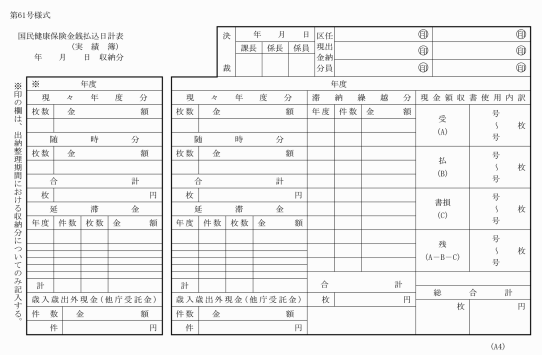 第61号様式
国民健康保険金銭払込日計表
(実績簿)
年 月 日 収納分
決裁
年 月 日
課長 係長 係員
区任
現出
金納
分員
印 印
印 印
印 印
※印の欄は、出納整理期間における収納分についてのみ記入する。
※ 年度
現々年度分
枚数 金額
随時分
枚数 金額
合計
枚 円
延滞金
年度 件数 枚数 金額
計
歳入歳出外現金(他庁受託金)
件数 金額
件 円
年度
現々年度分
枚数 金額
随時分
枚数 金額
合計
枚 円
延滞金
年度 件数 枚数 金額
計
歳入歳出外現金(他庁受託金)
件数 金額
件 円
滞納繰越分
年度 件数 金額
合計
枚 円
現金領収書使用内訳
受
(A)
号
~
号
枚
払
(B)
号
~
号
枚
書損
(C)
号
~
号
枚
残
(A-B-C)
号
~
号
枚
総合計
枚 円
(A4)